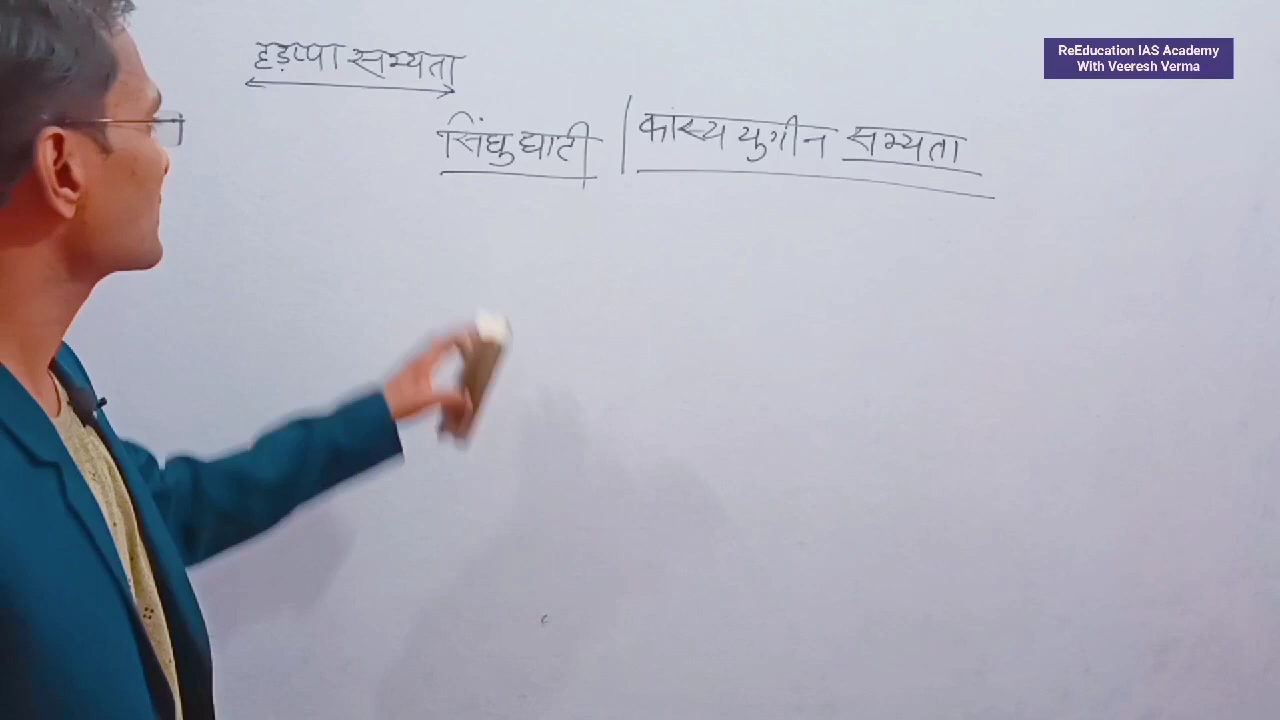 हड़प्पा सभ्यता
सिंधु घाटी | कांस्य युगीन सभ्यता
ReEducation IAS Academy
With Veeresh Verma